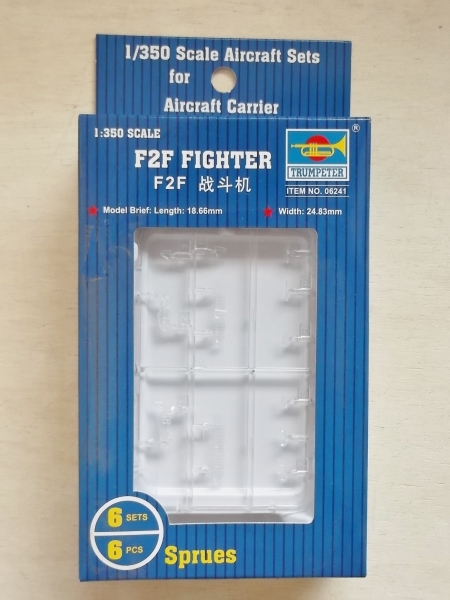 1/350 Scale Aircraft Sets
for
Aircraft Carrier
1:350 SCALE
F2F FIGHTER
F2F 战斗机
TRUMPETER
®
ITEM NO. 06241
Model Brief: Length: 18.66mm
Width: 24.83mm
6 SETS
6 PCS
Sprues